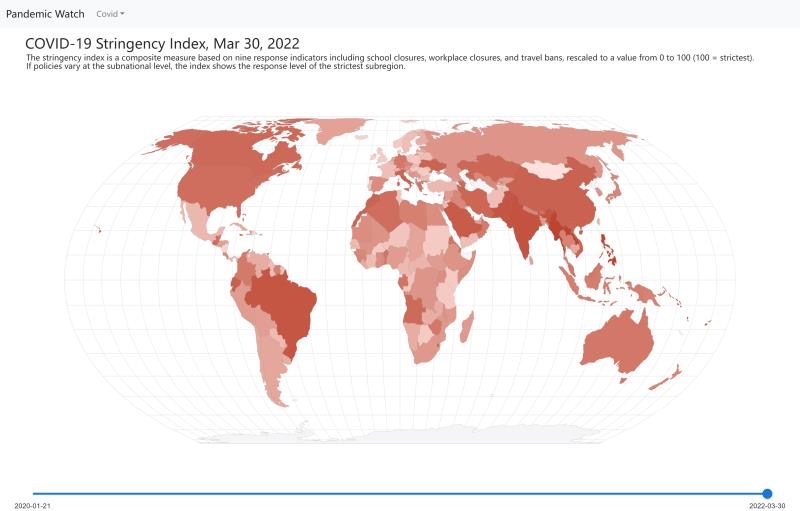 Pandemic Watch Covid
COVID-19 Stringency Index, Mar 30, 2022
The stringency index is a composite measure based on nine response indicators including school closures, workplace closures, and travel bans, rescaled to a value from 0 to 100 (100 = strictest).
If policies vary at the subnational level, the index shows the response level of the strictest subregion.
2020-01-21 2022-03-30